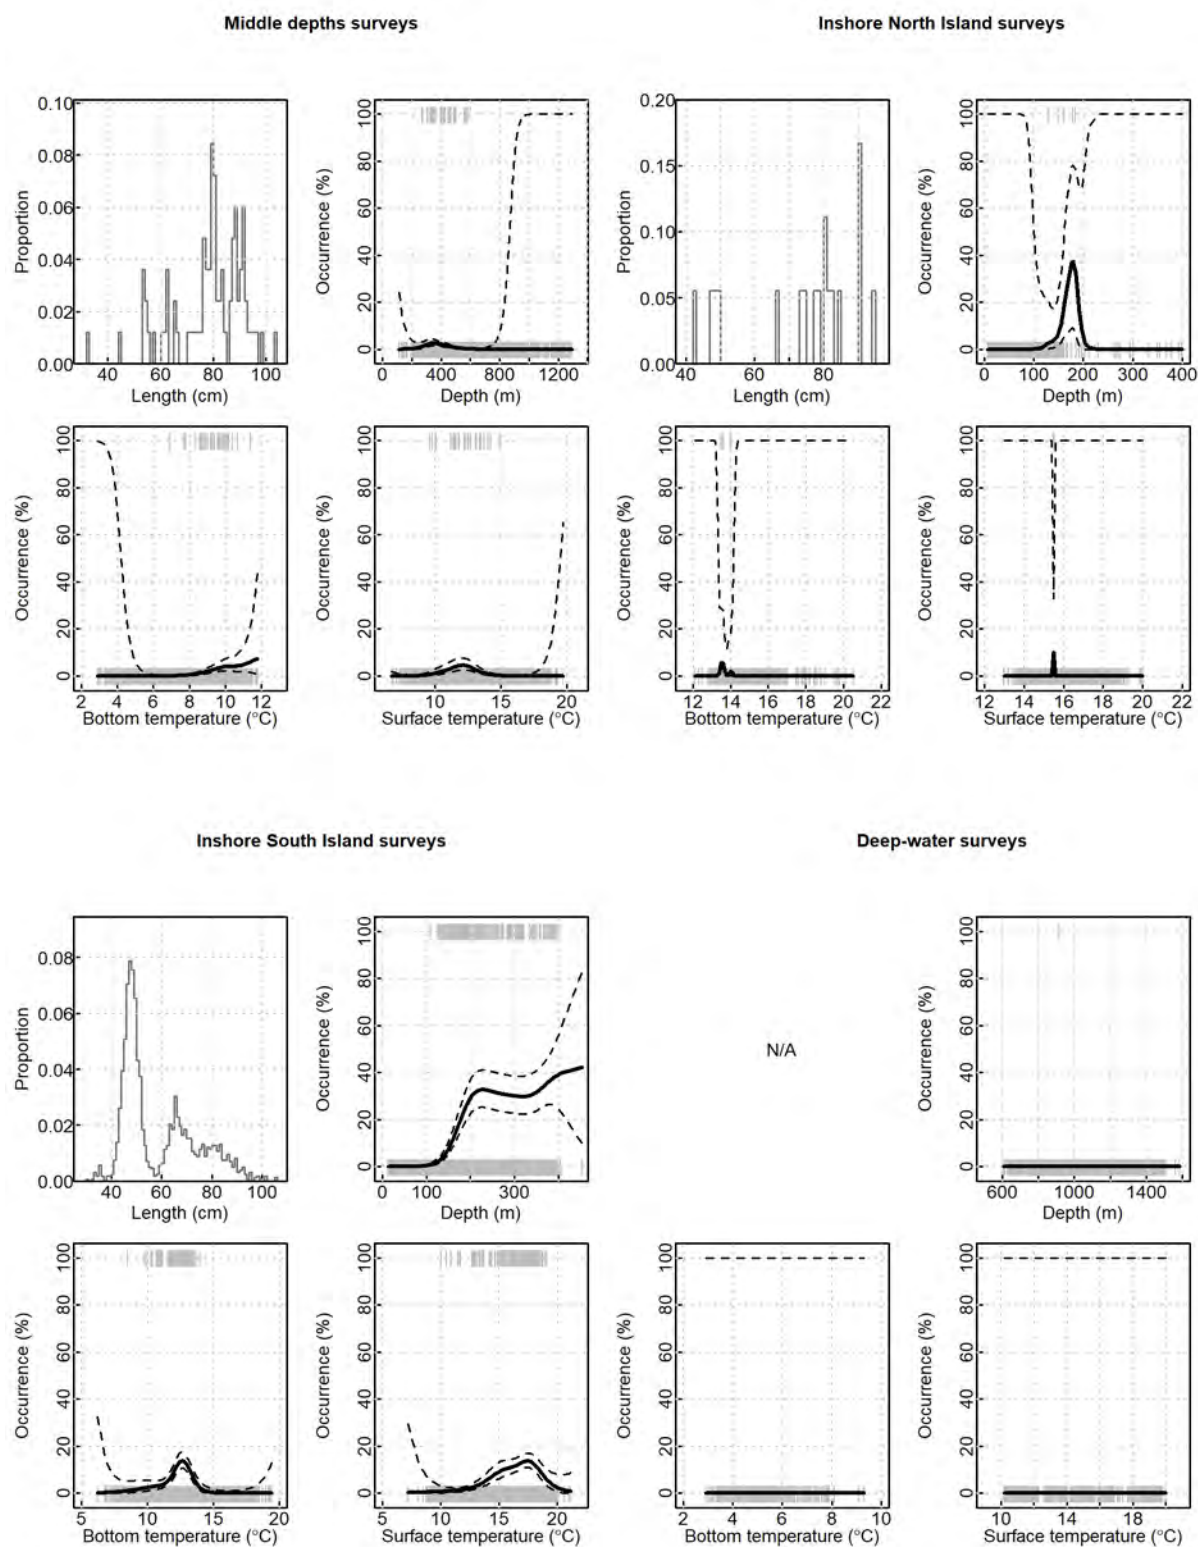 Middle depths surveys
Inshore North Island surveys
0.10
0.08
0.06
0.04
0.02
0.00
Proportion
40 60 80 100
Length (cm)
100
80
60
40
20
0
Occurrence (%)
0 400 800 1200
Depth (m)
0.20
0.15
0.10
0.05
0.00
Proportion
40 60 80
Length (cm)
100
80
60
40
20
0
Occurrence (%)
0 100 200 300 400
Depth (m)
100
80
60
40
20
0
Occurrence (%)
2 4 6 8 10 12
Bottom temperature (°C)
100
80
60
40
20
0
Occurrence (%)
10 15 20
Surface temperature (°C)
100
80
60
40
20
0
Occurrence (%)
12 14 16 18 20 22
Bottom temperature (°C)
100
80
60
40
20
0
Occurrence (%)
12 14 16 18 20 22
Surface temperature (°C)
Inshore South Island surveys
Deep-water surveys
0.08
0.06
0.04
0.02
0.00
Proportion
40 60 80 100
Length (cm)
100
80
60
40
20
0
Occurrence (%)
0 100 300
Depth (m)
N/A
100
80
60
40
20
0
Occurrence (%)
600 1000 1400
Depth (m)
100
80
60
40
20
0
Occurrence (%)
5 10 15 20
Bottom temperature (°C)
100
80
60
40
20
0
Occurrence (%)
5 10 15 20
Surface temperature (°C)
100
80
60
40
20
0
Occurrence (%)
2 4 6 8 10
Bottom temperature (°C)
100
80
60
40
20
0
Occurrence (%)
10 14 18
Surface temperature (°C)